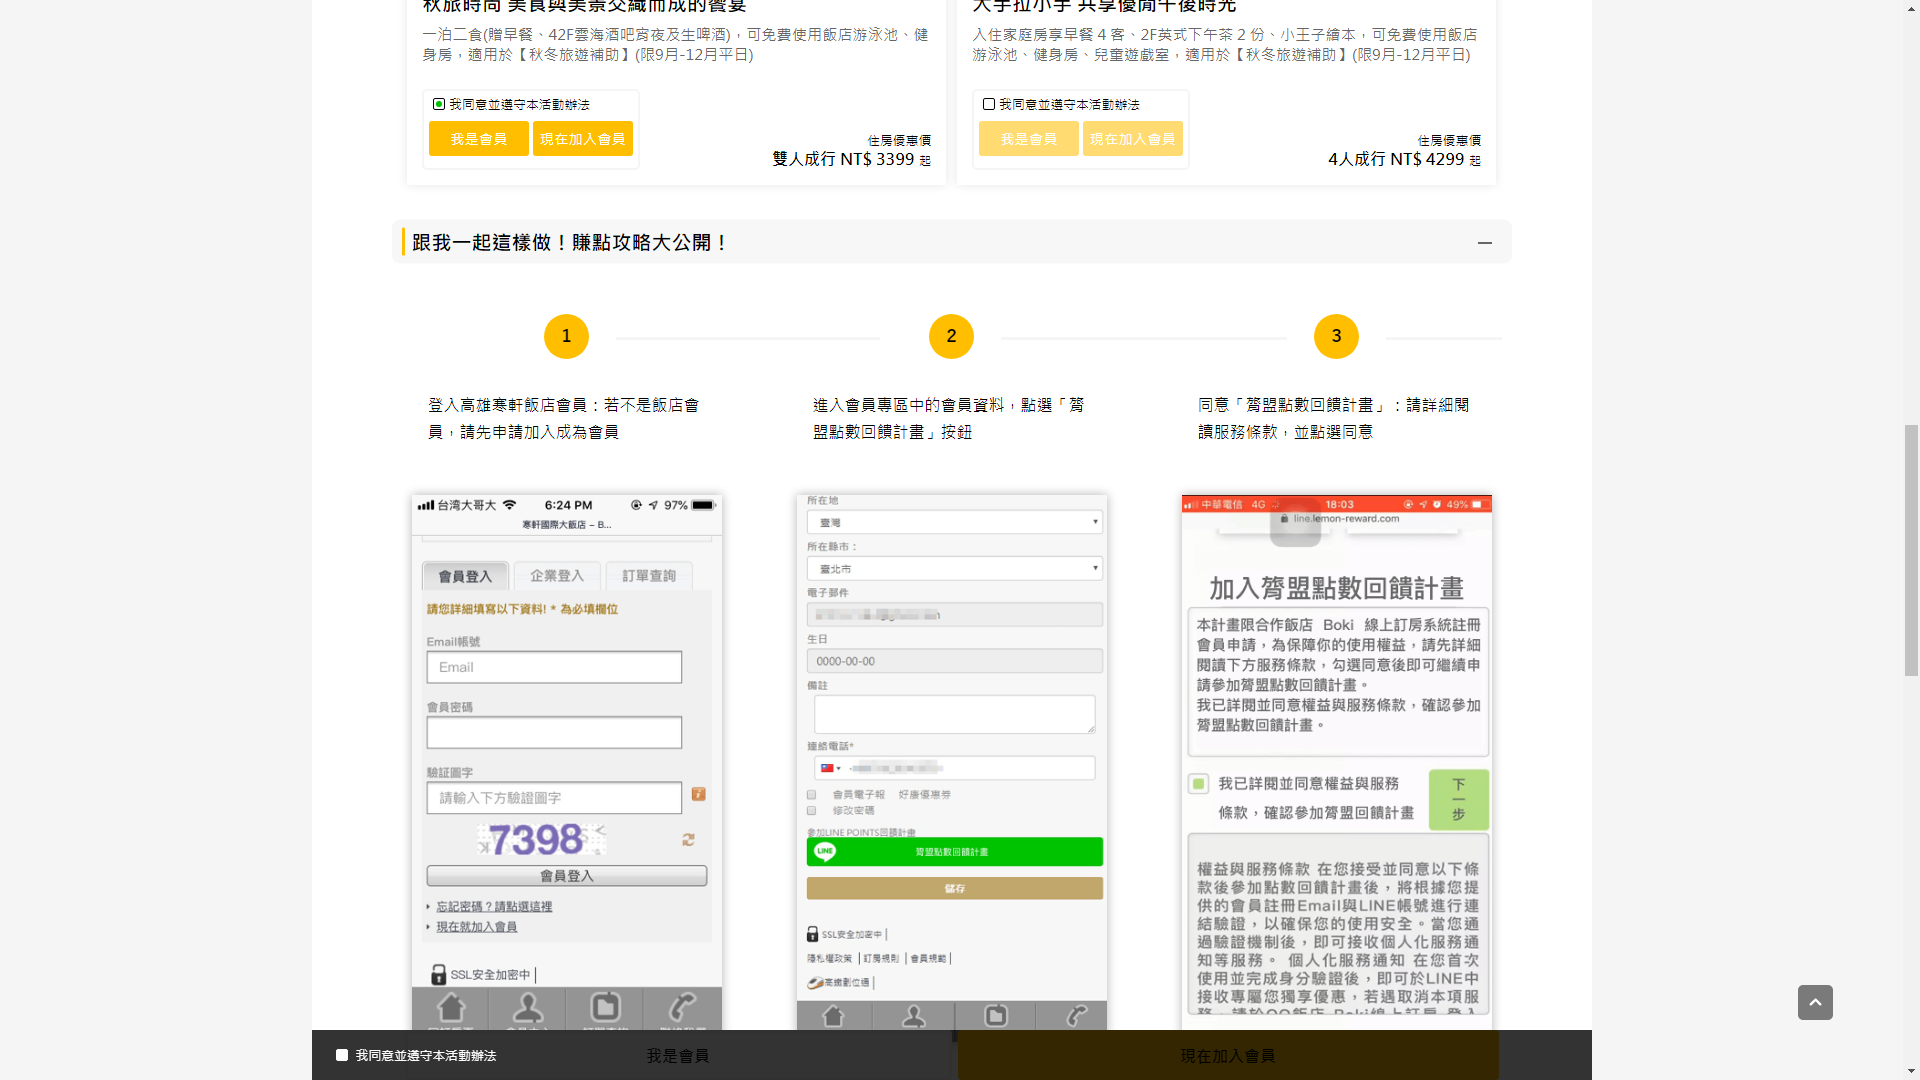 秋旅時尚 美食與美景交織而成的饗宴
一泊二食(贈早餐、42F雲海酒吧宵夜及生啤酒)，可免費使用飯店游泳池、健
身房，適用於【秋冬旅遊補助】(限9月-12月平日)
我同意並遵守本活動辦法
我是會員
現在加入會員
住房優惠價
雙人成行 NT$ 3399 起
大手拉小手 共享優閒午後時光
入住家庭房享早餐 4 客、2F英式下午茶 2 份、小王子繪本，可免費使用飯店
游泳池、健身房、兒童遊戲室，適用於【秋冬旅遊補助】(限9月-12月平日)
我同意並遵守本活動辦法
我是會員
現在加入會員
住房優惠價
4人成行 NT$ 4299 起
跟我一起這樣做！賺點攻略大公開！
1
2
3
登入高雄寒軒飯店會員：若不是飯店會
員，請先申請加入成為會員
進入會員專區中的會員資料，點選「揪
盟點數回饋計畫」按鈕
同意「揪盟點數回饋計畫」：請詳細閱
讀服務條款，並點選同意
台湾大哥大 6:24 PM 97%
寒軒國際大飯店 – B...
會員登入
企業登入
訂單查詢
請您詳細填寫以下資料! * 為必填欄位
Email帳號
Email
會員密碼
驗証圖字
請輸入下方驗證圖字
7398
會員登入
忘記密碼？請點選這裡
現在就加入會員
SSL安全加密中
所在地
臺灣
所在縣市：
臺北市
電子郵件
生日
0000-00-00
備註
連絡電話*
會員電子報 好康優惠券
修改密碼
參加LINE POINTS回饋計畫
LINE
揪盟點數回饋計畫
儲存
SSL安全加密中
隱私權政策 | 訂房規則 | 會員規範
高鐵劃位通
中華電信 4G 18:03 49%
line.lemon-reward.com
加入揪盟點數回饋計畫
本計畫限合作飯店 Boki 線上訂房系統註冊
會員申請，為保障你的使用權益，請先詳細
閱讀下方服務條款，勾選同意後即可繼續申
請參加揪盟點數回饋計畫。
我已詳閱並同意權益與服務條款，確認參加
揪盟點數回饋計畫。
我已詳閱並同意權益與服務
條款，確認參加揪盟回饋計畫
下一步
權益與服務條款 在您接受並同意以下條
款後參加點數回饋計畫後，將根據您提
供的會員註冊Email與LINE帳號進行連
結驗證，以確保您的使用安全。當您通
過驗證機制後，即可接收個人化服務通
知等服務。 個人化服務通知 在您首次
使用並完成身分驗證後，即可於LINE中
接收專屬您獨享優惠，若遇取消本項服
我同意並遵守本活動辦法
我是會員
現在加入會員